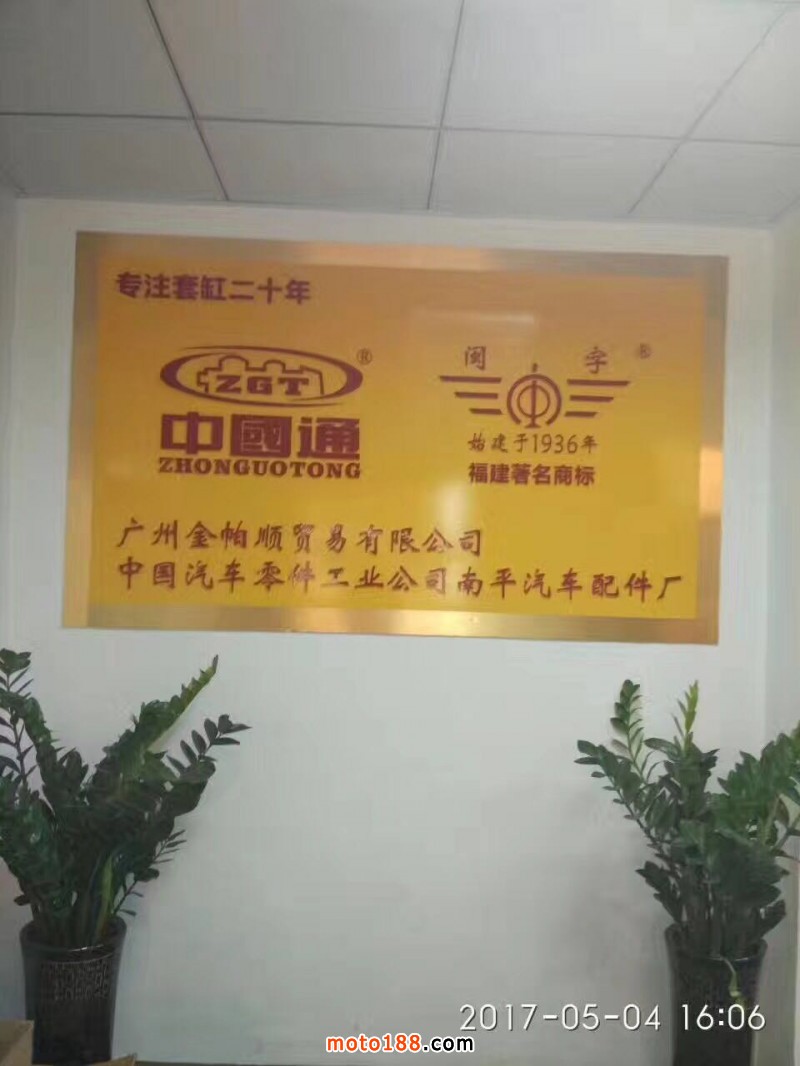 专注套缸二十年
ZGT ®
中國通
ZHONGUOTONG
闽字 ®
始建于1936年
福建著名商标
广州金帕顺贸易有限公司
中国汽车零件工业公司南平汽车配件厂
2017-05-04 16:06
moto188.com